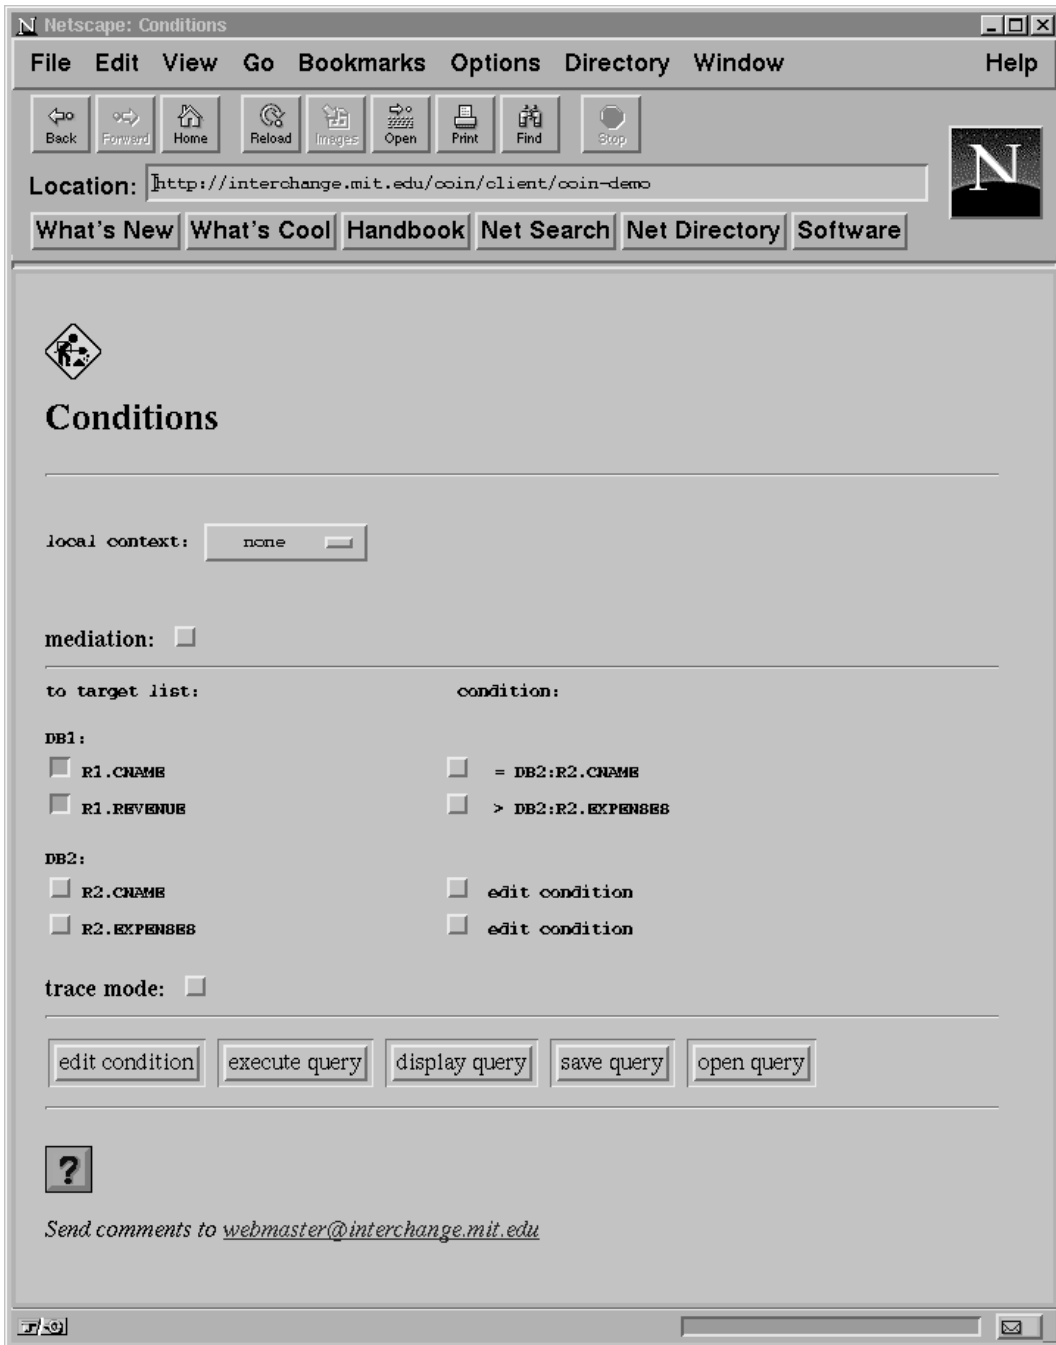 N Netscape: Conditions
File Edit View Go Bookmarks Options Directory Window Help
Back Forward Home Reload Images Open Print Find Stop
N
Location: http://interchange.mit.edu/coin/client/coin-demo
What's New What's Cool Handbook Net Search Net Directory Software
Conditions
local context: none
mediation:
to target list: condition:
DB1:
R1.CNAME = DB2:R2.CNAME
R1.REVENUE > DB2:R2.EXPENSES
DB2:
R2.CNAME edit condition
R2.EXPENSES edit condition
trace mode:
edit condition execute query display query save query open query
?
Send comments to webmaster@interchange.mit.edu